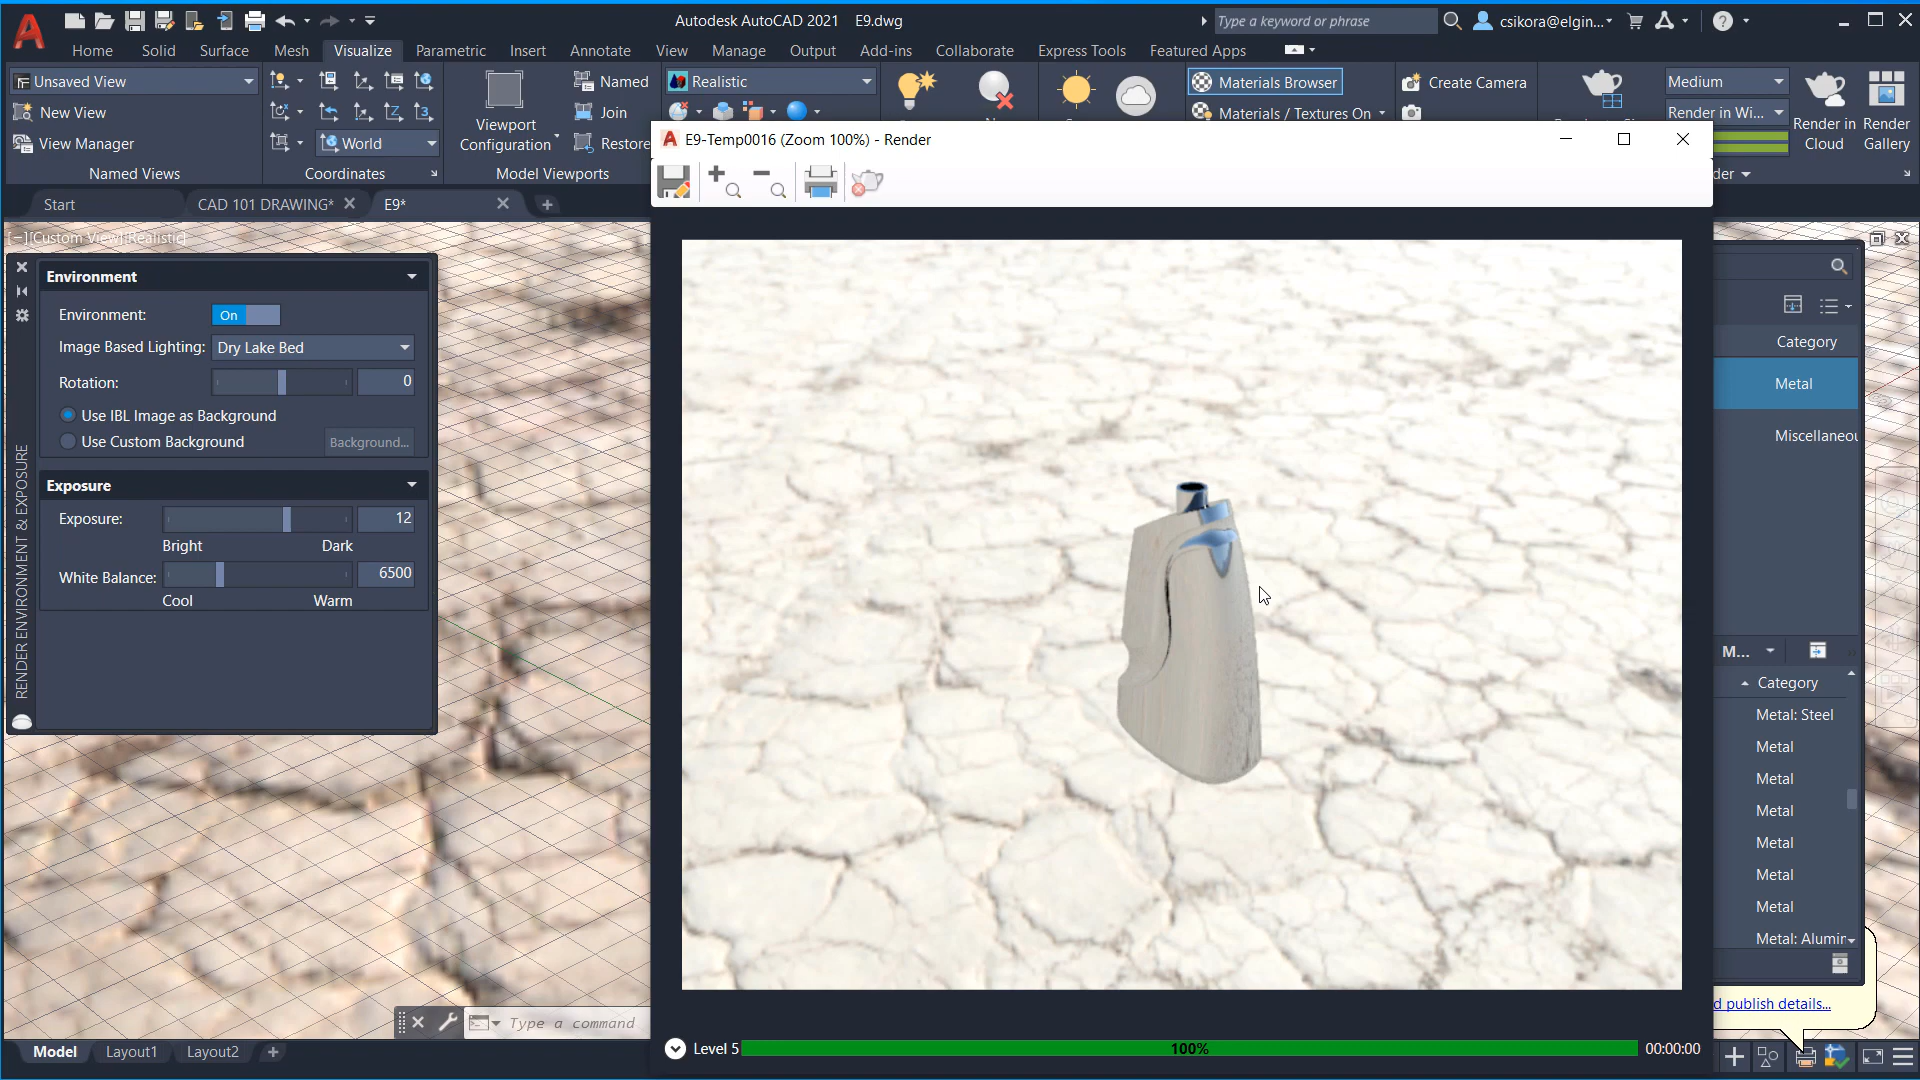 Autodesk AutoCAD 2021 E9.dwg
Type a keyword or phrase
csikora@elgin...
Home Solid Surface Mesh Visualize Parametric Insert Annotate View Manage Output Add-ins Collaborate Express Tools Featured Apps
Unsaved View
New View
View Manager
Named Views
World
Coordinates
Viewport
Configuration
Named
Join
Restore
Model Viewports
Realistic
Materials Browser
Materials / Textures On
Create Camera
Medium
Render in Wi...
Render in
Cloud
Render
Gallery
der
Start CAD 101 DRAWING* E9*
[−][Custom View][Realistic]
E9-Temp0016 (Zoom 100%) - Render
Environment
Environment: On
Image Based Lighting: Dry Lake Bed
Rotation: 0
Use IBL Image as Background
Use Custom Background Background...
Exposure
Exposure: 12
Bright Dark
White Balance: 6500
Cool Warm
RENDER ENVIRONMENT & EXPOSURE
Category
Metal
Miscellaneou
M...
Category
Metal: Steel
Metal
Metal
Metal
Metal
Metal
Metal
Metal: Alumin
d publish details...
Type a command
Model Layout1 Layout2
Level 5 100% 00:00:00